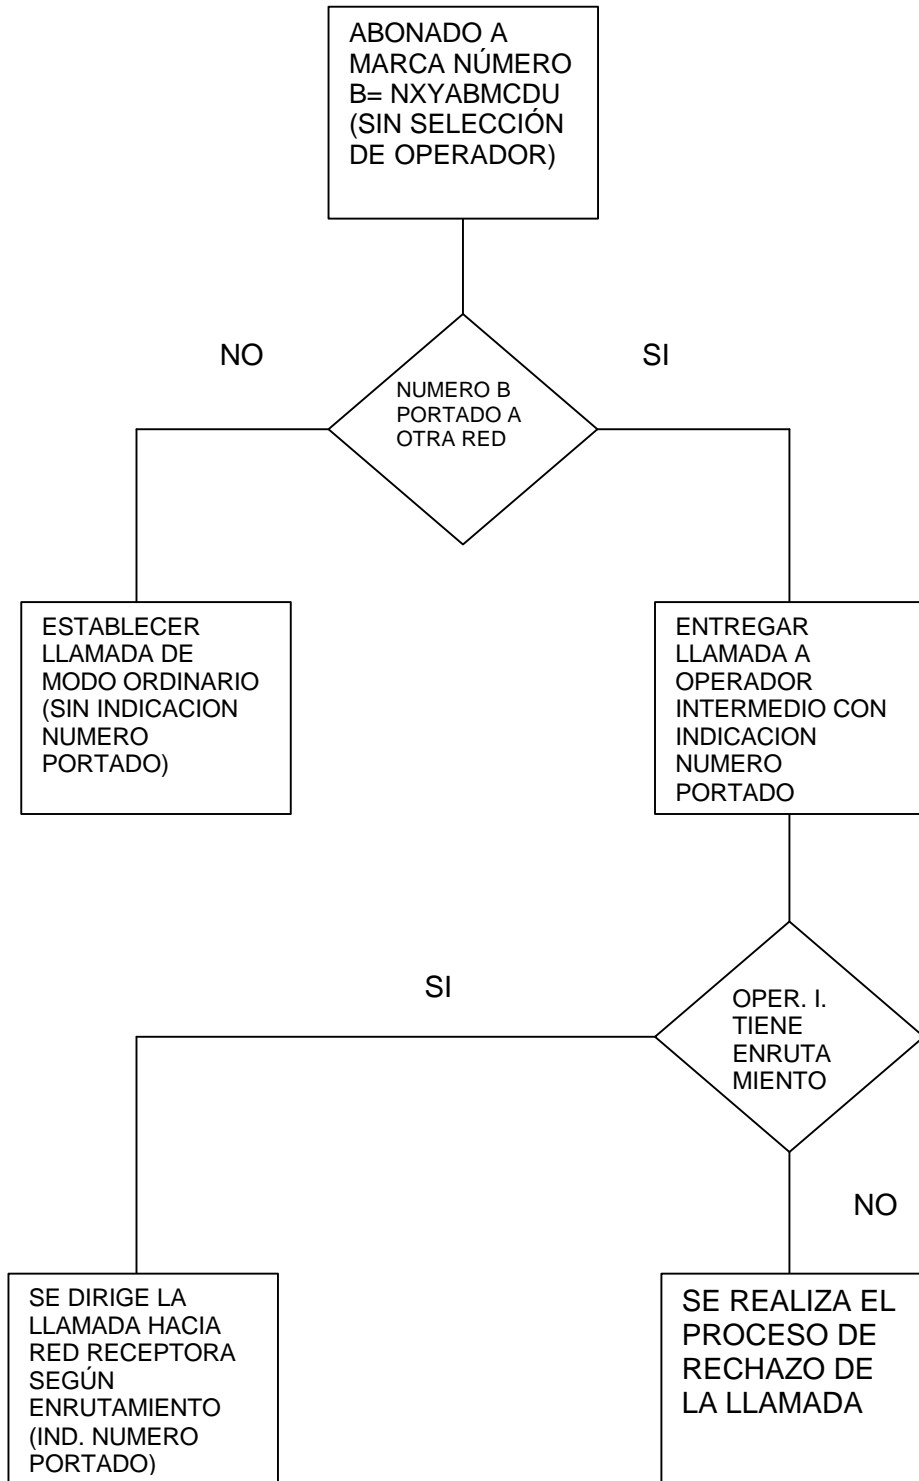 ABONADO A
MARCA NÚMERO
B= NXYABMCDU
(SIN SELECCIÓN
DE OPERADOR)
NO
SI
NUMERO B
PORTADO A
OTRA RED
ESTABLECER
LLAMADA DE
MODO ORDINARIO
(SIN INDICACION
NUMERO
PORTADO)
ENTREGAR
LLAMADA A
OPERADOR
INTERMEDIO CON
INDICACION
NUMERO
PORTADO
SI
OPER. I.
TIENE
ENRUTA
MIENTO
NO
SE DIRIGE LA
LLAMADA HACIA
RED RECEPTORA
SEGÚN
ENRUTAMIENTO
(IND. NUMERO
PORTADO)
SE REALIZA EL
PROCESO DE
RECHAZO DE
LA LLAMADA